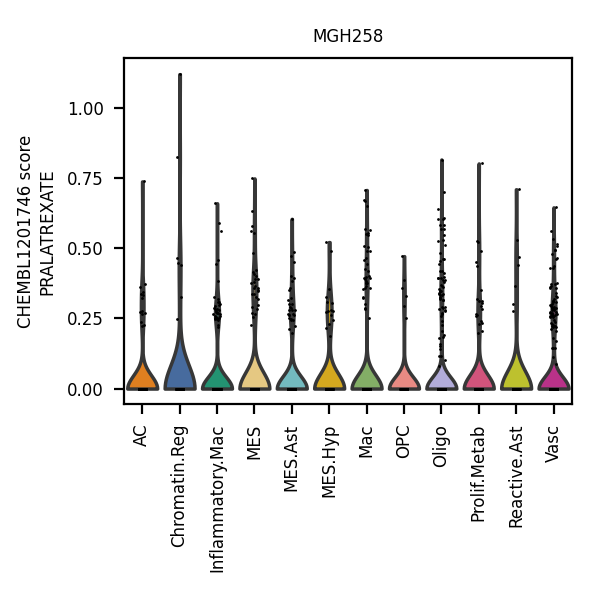 MGH258
CHEMBL1201746 score
PRALATREXATE
1.00
0.75
0.50
0.25
0.00
AC
Chromatin.Reg
Inflammatory.Mac
MES
MES.Ast
MES.Hyp
Mac
OPC
Oligo
Prolif.Metab
Reactive.Ast
Vasc